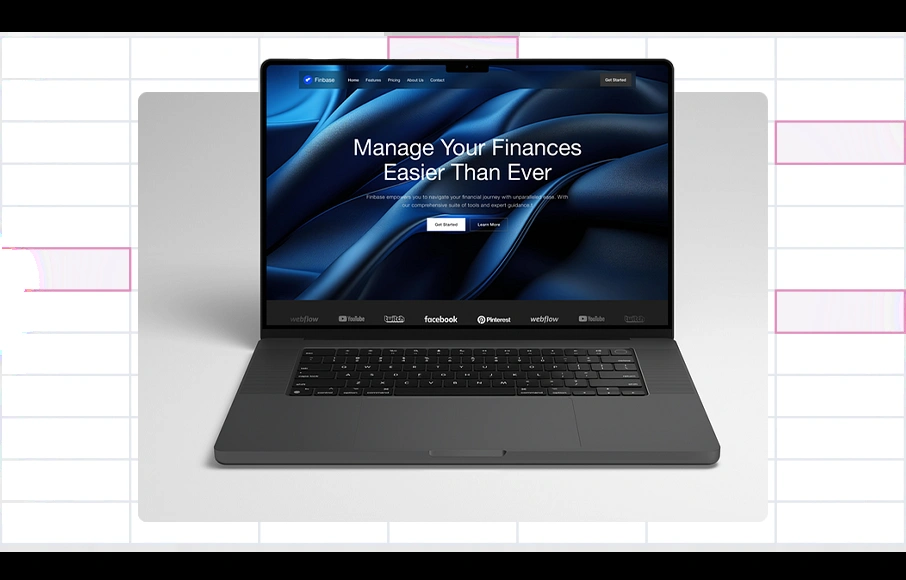 Finbase Home Features Pricing About Us Contact Get Started
Manage Your Finances
Easier Than Ever
Finbase empowers you to navigate your financial journey with unparalleled ease. With
our comprehensive suite of tools and expert guidance
Get Started Learn More
webflow YouTube twitch facebook Pinterest webflow YouTube twitch